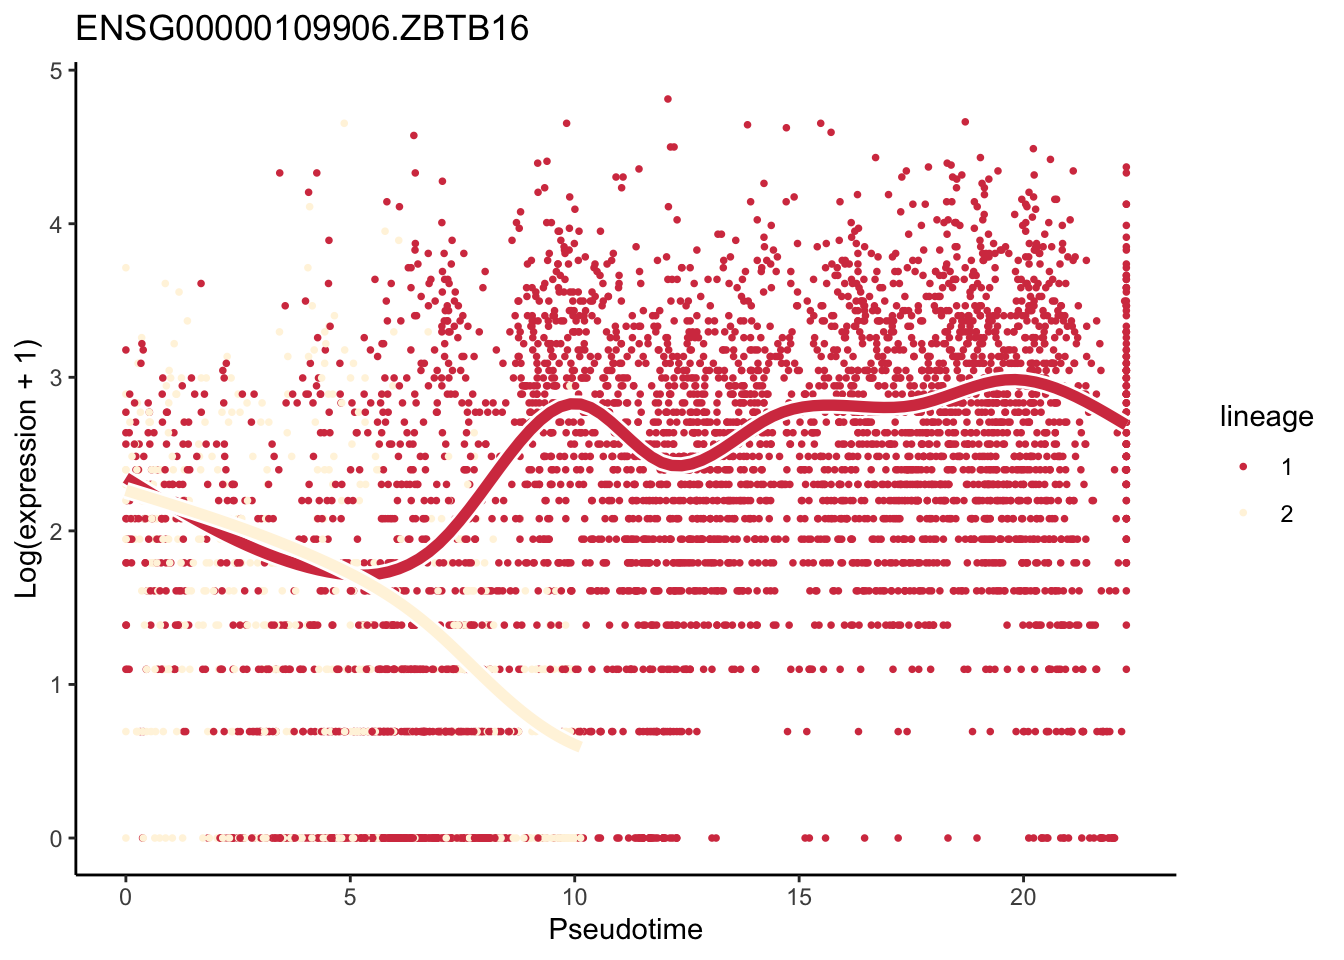 ENSG00000109906.ZBTB16
5
4
3
2
1
0
Log(expression + 1)
0 5 10 15 20
Pseudotime
lineage
1
2